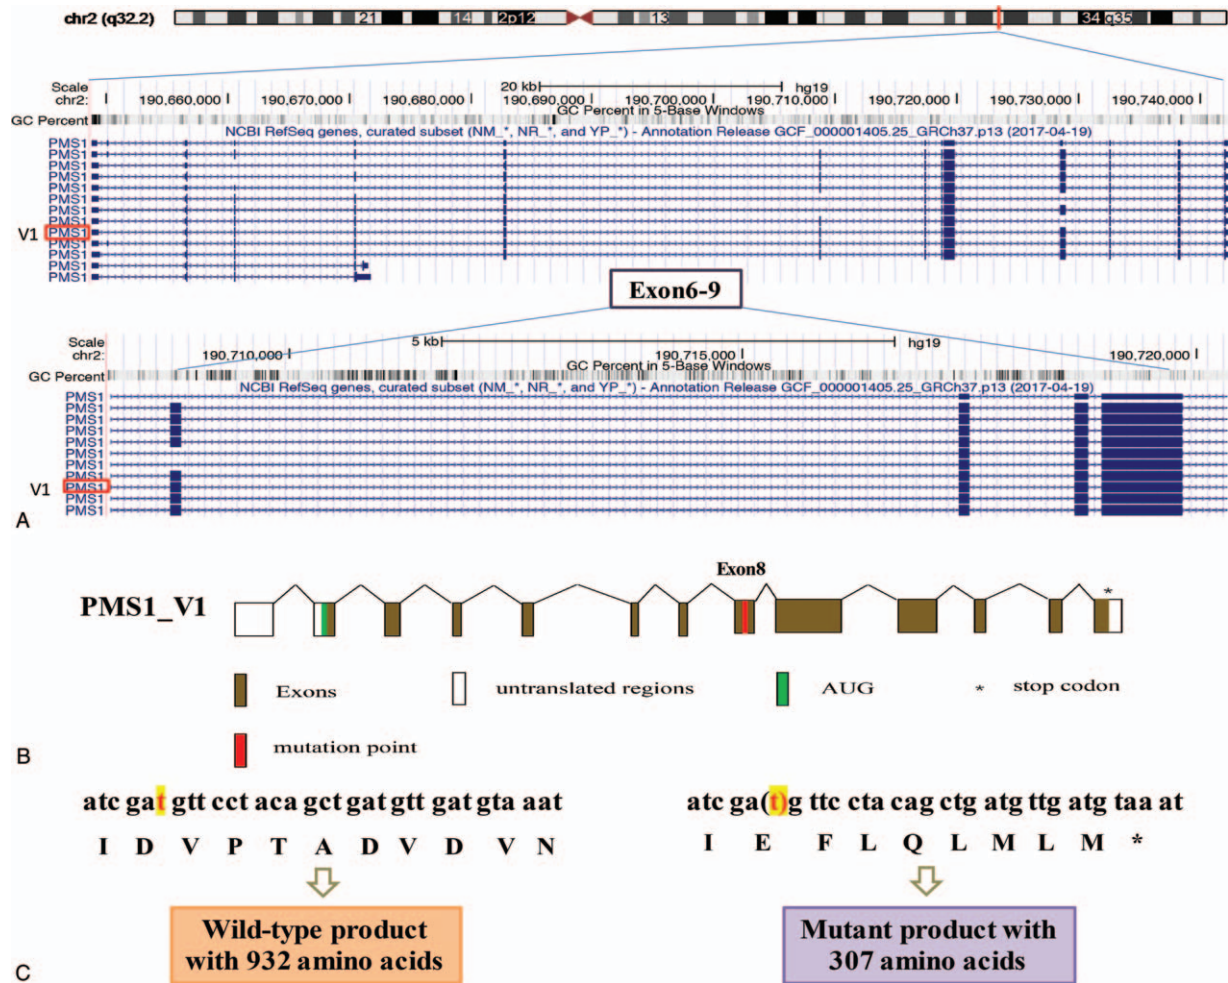 chr2 (q32.2) 21 14 2p12 13 34 q35
Scale 20 kb hg19
chr2: 190,660,000 190,670,000 190,680,000 190,690,000 190,700,000 190,710,000 190,720,000 190,730,000 190,740,000
GC Percent GC Percent in 5-Base Windows
NCBI RefSeq genes, curated subset (NM_*, NR_*, and YP_*) - Annotation Release GCF_000001405.25_GRCh37.p13 (2017-04-19)
PMS1
PMS1
PMS1
PMS1
PMS1
PMS1
PMS1
PMS1
V1 PMS1
PMS1
PMS1
PMS1
PMS1
Exon6-9
Scale 5 kb hg19
chr2: 190,710,000 190,715,000 190,720,000
GC Percent GC Percent in 5-Base Windows
NCBI RefSeq genes, curated subset (NM_*, NR_*, and YP_*) - Annotation Release GCF_000001405.25_GRCh37.p13 (2017-04-19)
PMS1
PMS1
PMS1
PMS1
PMS1
PMS1
PMS1
PMS1
V1 PMS1
PMS1
PMS1
A
Exon8
PMS1_V1 *
Exons untranslated regions AUG * stop codon
mutation point
B
atc gat gtt cct aca gct gat gtt gat gta aat
I D V P T A D V D V N
Wild-type product
with 932 amino acids
atc ga(t)g ttc cta cag ctg atg ttg atg taa at
I E F L Q L M L M *
Mutant product with
307 amino acids
C